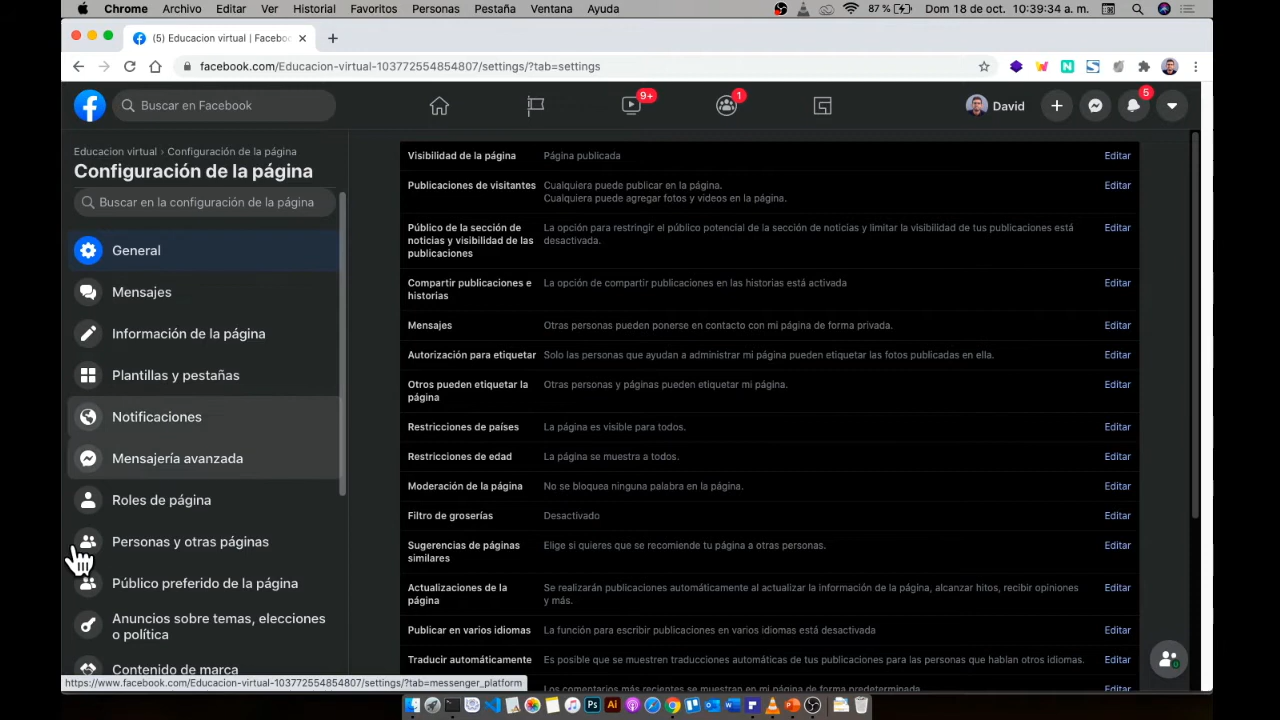 Chrome Archivo Editar Ver Historial Favoritos Personas Pestaña Ventana Ayuda 87 % Dom 18 de oct. 10:39:34 a. m.
(5) Educacion virtual | Facebo
facebook.com/Educacion-virtual-103772554854807/settings/?tab=settings
Buscar en Facebook
9+
1
David
5
Educacion virtual › Configuración de la página
Configuración de la página
Buscar en la configuración de la página
General
Mensajes
Información de la página
Plantillas y pestañas
Notificaciones
Mensajería avanzada
Roles de página
Personas y otras páginas
Público preferido de la página
Anuncios sobre temas, elecciones
o política
Contenido de marca
https://www.facebook.com/Educacion-virtual-103772554854807/settings/?tab=messenger_platform
Visibilidad de la página Página publicada Editar
Publicaciones de visitantes Cualquiera puede publicar en la página. Editar
Cualquiera puede agregar fotos y videos en la página.
Público de la sección de La opción para restringir el público potencial de la sección de noticias y limitar la visibilidad de tus publicaciones está Editar
noticias y visibilidad de las desactivada.
publicaciones
Compartir publicaciones e La opción de compartir publicaciones en las historias está activada Editar
historias
Mensajes Otras personas pueden ponerse en contacto con mi página de forma privada. Editar
Autorización para etiquetar Solo las personas que ayudan a administrar mi página pueden etiquetar las fotos publicadas en ella. Editar
Otros pueden etiquetar la Otras personas y páginas pueden etiquetar mi página. Editar
página
Restricciones de países La página es visible para todos. Editar
Restricciones de edad La página se muestra a todos. Editar
Moderación de la página No se bloquea ninguna palabra en la página. Editar
Filtro de groserías Desactivado Editar
Sugerencias de páginas Elige si quieres que se recomiende tu página a otras personas. Editar
similares
Actualizaciones de la Se realizarán publicaciones automáticamente al actualizar la información de la página, alcanzar hitos, recibir opiniones Editar
página y más.
Publicar en varios idiomas La función para escribir publicaciones en varios idiomas está desactivada Editar
Traducir automáticamente Es posible que se muestren traducciones automáticas de tus publicaciones para las personas que hablan otros idiomas. Editar
Los comentarios más recientes se muestran en mi página de forma predeterminada.